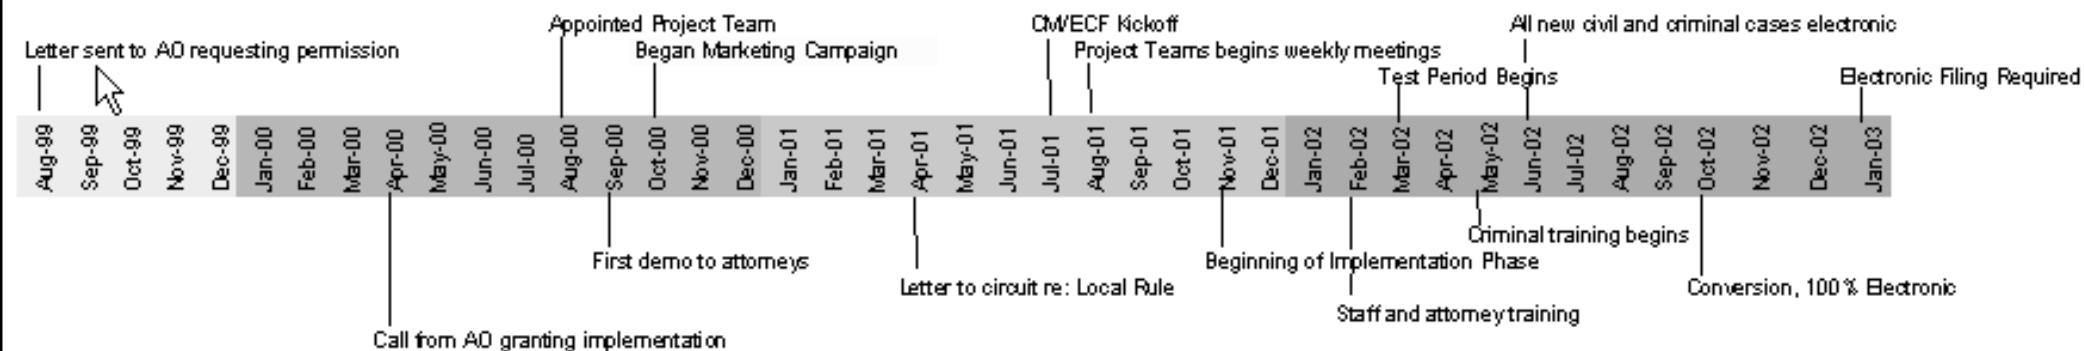 Appointed Project Team
CM/ECF Kickoff
All new civil and criminal cases electronic
Letter sent to AO requesting permission
Began Marketing Campaign
Project Teams begins weekly meetings
Test Period Begins
Electronic Filing Required
Aug-99
Sep-99
Oct-99
Nov-99
Dec-99
Jan-00
Feb-00
Mar-00
Apr-00
May-00
Jun-00
Jul-00
Aug-00
Sep-00
Oct-00
Nov-00
Dec-00
Jan-01
Feb-01
Mar-01
Apr-01
May-01
Jun-01
Jul-01
Aug-01
Sep-01
Oct-01
Nov-01
Dec-01
Jan-02
Feb-02
Mar-02
Apr-02
May-02
Jun-02
Jul-02
Aug-02
Sep-02
Oct-02
Nov-02
Dec-02
Jan-03
Criminal training begins
First demo to attorneys
Beginning of Implementation Phase
Letter to circuit re: Local Rule
Conversion, 100% Electronic
Staff and attorney training
Call from AO granting implementation